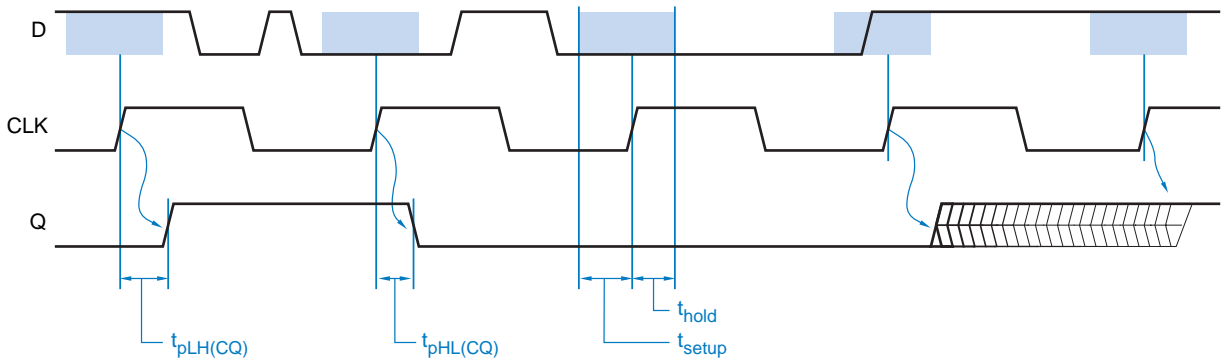 D
CLK
Q
thold
tpLH(CQ)
tpHL(CQ)
tsetup